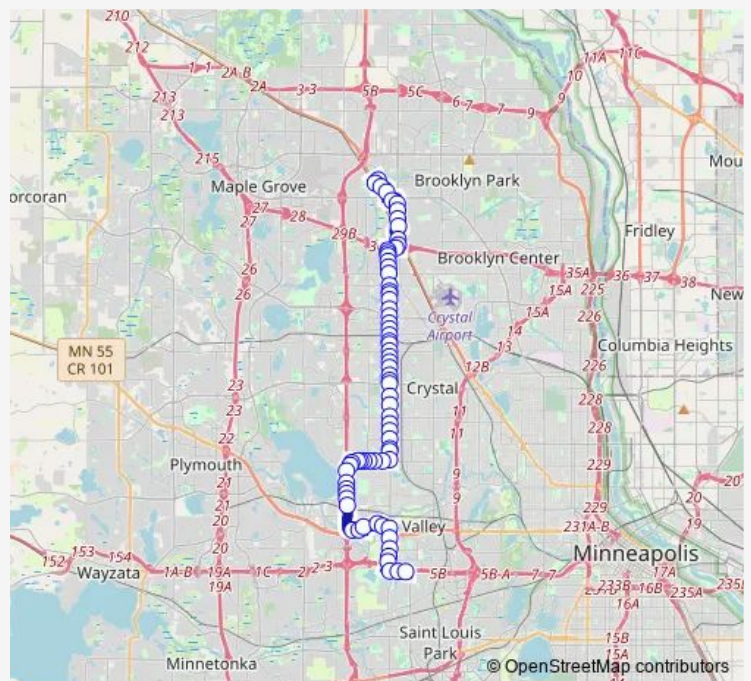 210
212
11A
11C
1
1
2A
B
10
2A
3
3
5B
5C
6
7
7
9
9
213
213
215
Maple Grove
Brooklyn Park
Mou
orcoran
27
28
27
29B
3
Fridley
26
26
Brooklyn Center
35A
36
37
38
225
New
15A
15A
226
Crystal
Airport
14
13
MN 55
CR 101
Columbia Heights
12B
226
23
23
Crystal
11
11
228
228
22
Plymouth
229
21
21
9
9
20
20
20
19
229
Valley
231A-B
152
153
154
Minneapolis
Wayzata
1A-B
19A
19A
1C
2
3
5B
5B-A
7
7
17A
233B
16B
235A
235
16A
Saint Louis
Park
15B
Minnetonka
© OpenStreetMap contributors